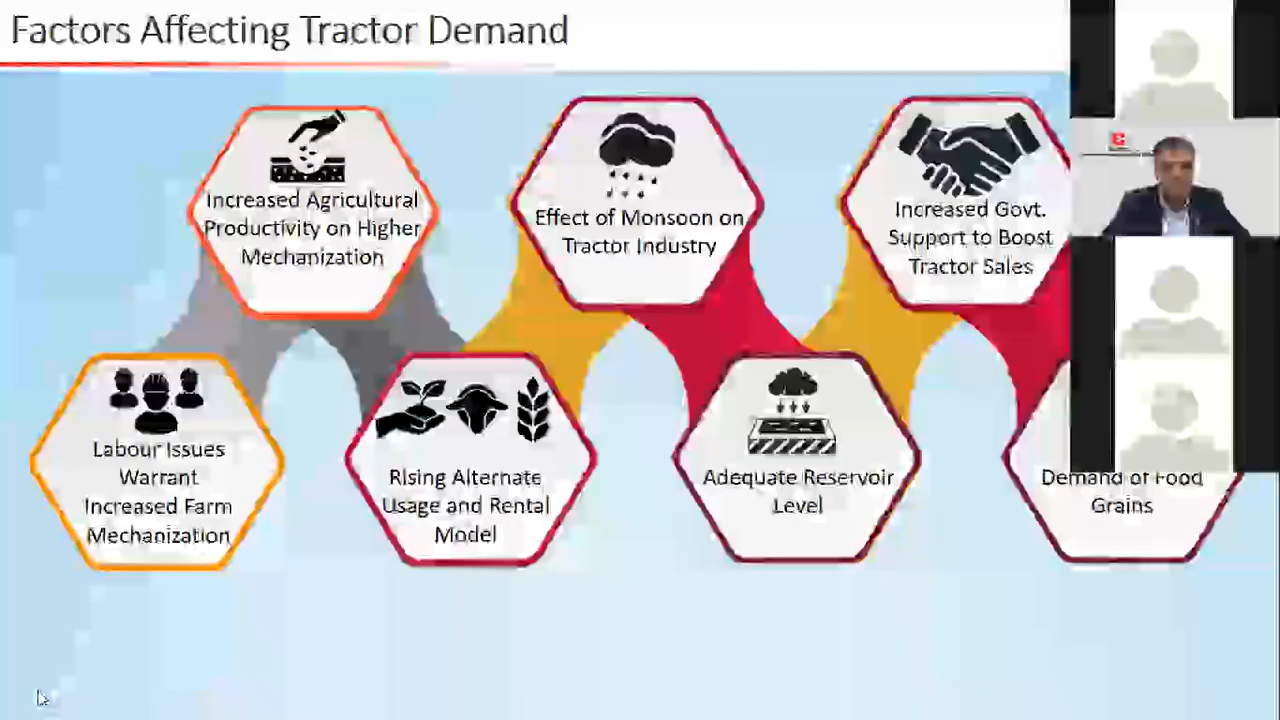 Factors Affecting Tractor Demand
Increased Agricultural
Productivity on Higher
Mechanization
Effect of Monsoon on
Tractor Industry
Increased Govt.
Support to Boost
Tractor Sales
Labour Issues
Warrant
Increased Farm
Mechanization
Rising Alternate
Usage and Rental
Model
Adequate Reservoir
Level
Demand of Food
Grains